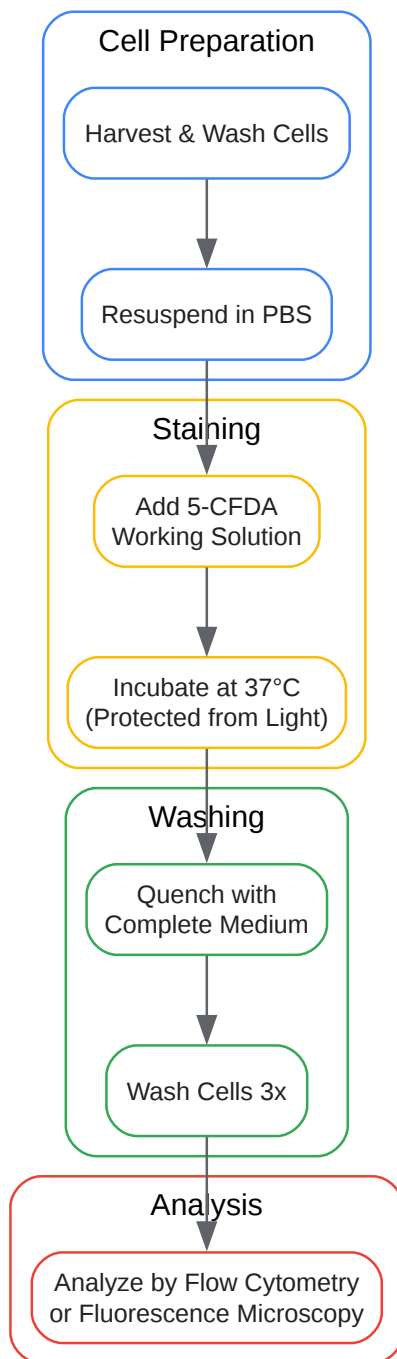 Cell Preparation
Harvest & Wash Cells
Resuspend in PBS
Staining
Add 5-CFDA
Working Solution
Incubate at 37°C
(Protected from Light)
Washing
Quench with
Complete Medium
Wash Cells 3x
Analysis
Analyze by Flow Cytometry
or Fluorescence Microscopy